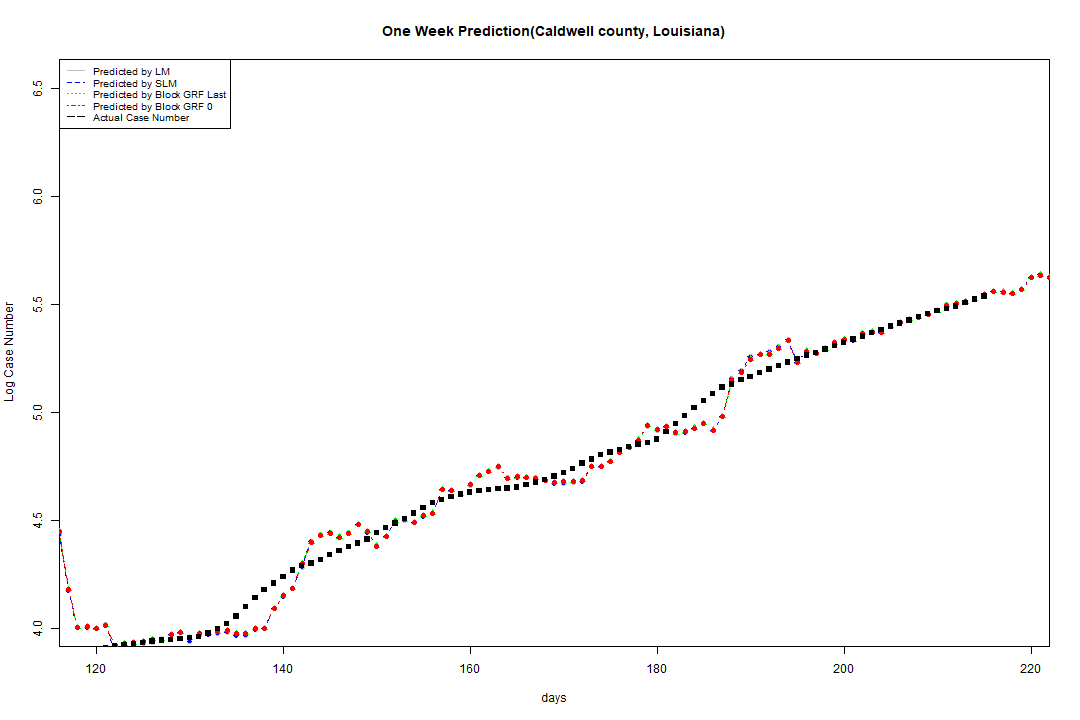 One Week Prediction(Caldwell county, Louisiana)
Predicted by LM
Predicted by SLM
Predicted by Block GRF Last
Predicted by Block GRF 0
Actual Case Number
Log Case Number
6.5
6.0
5.5
5.0
4.5
4.0
120 140 160 180 200 220
days